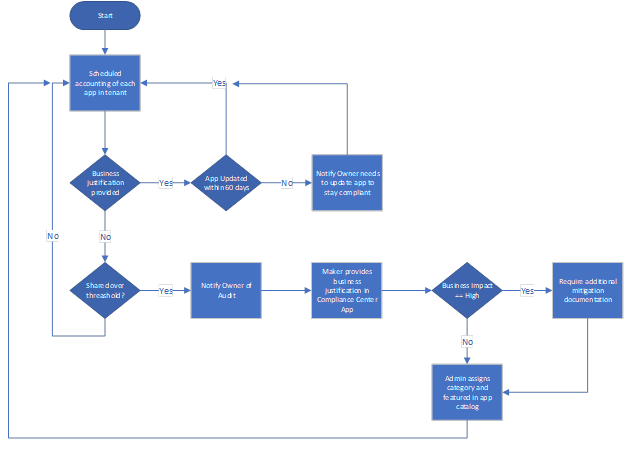 Start
Scheduled
accounting of each
app in tenant
Yes
Business
justification
provided
Yes
App Updated
within 60 days
No
Notify Owner needs
to update app to
stay compliant
No
No
Shared over
threshold?
Yes
Notify Owner of
Audit
Maker provides
business
justification in
Compliance Center
App
Business Impact
== High
Yes
Require additional
mitigation
documentation
No
Admin assigns
category and
featured in app
catalog